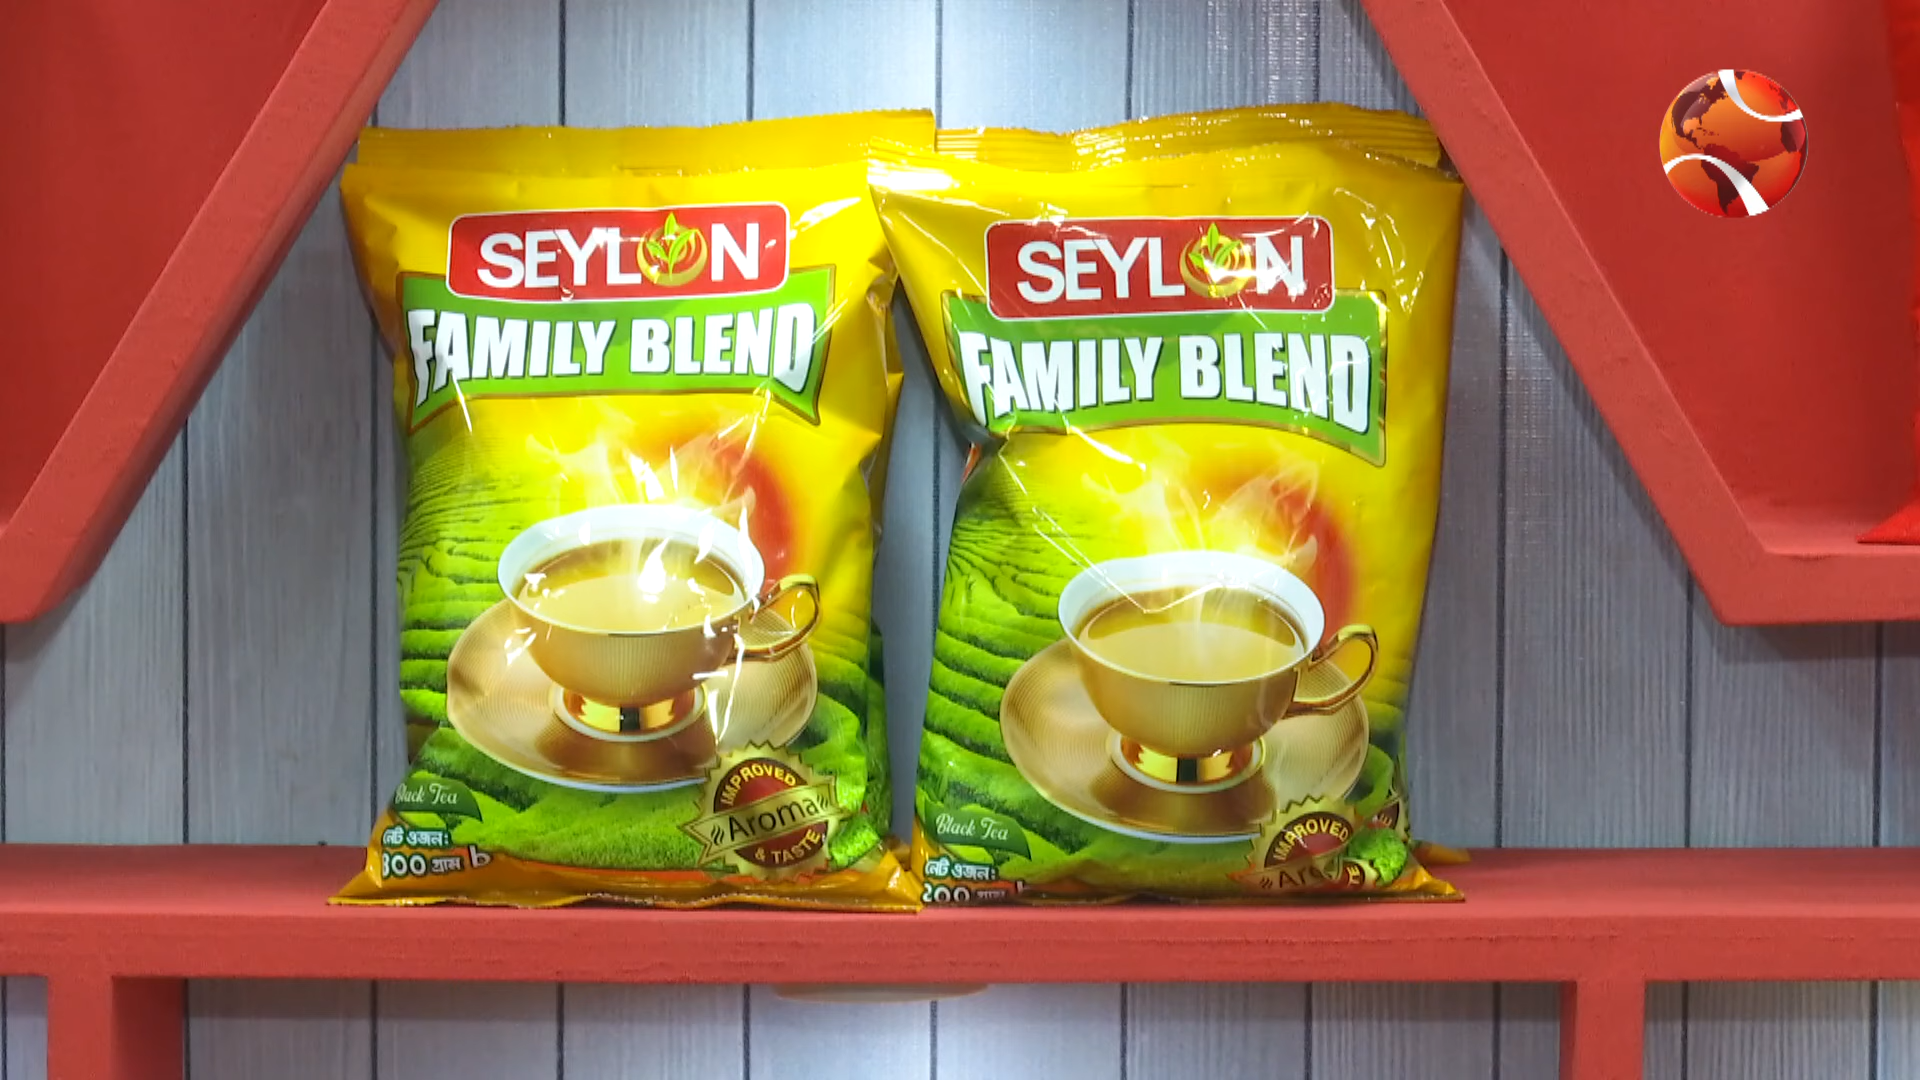 SEYLON
FAMILY BLEND
Black Tea
নেট ওজন:
গ্রাম
IMPROVED
Aroma
& TASTE
SEYLON
FAMILY BLEND
Black Tea
নেট ওজন:
গ্রাম
IMPROVED